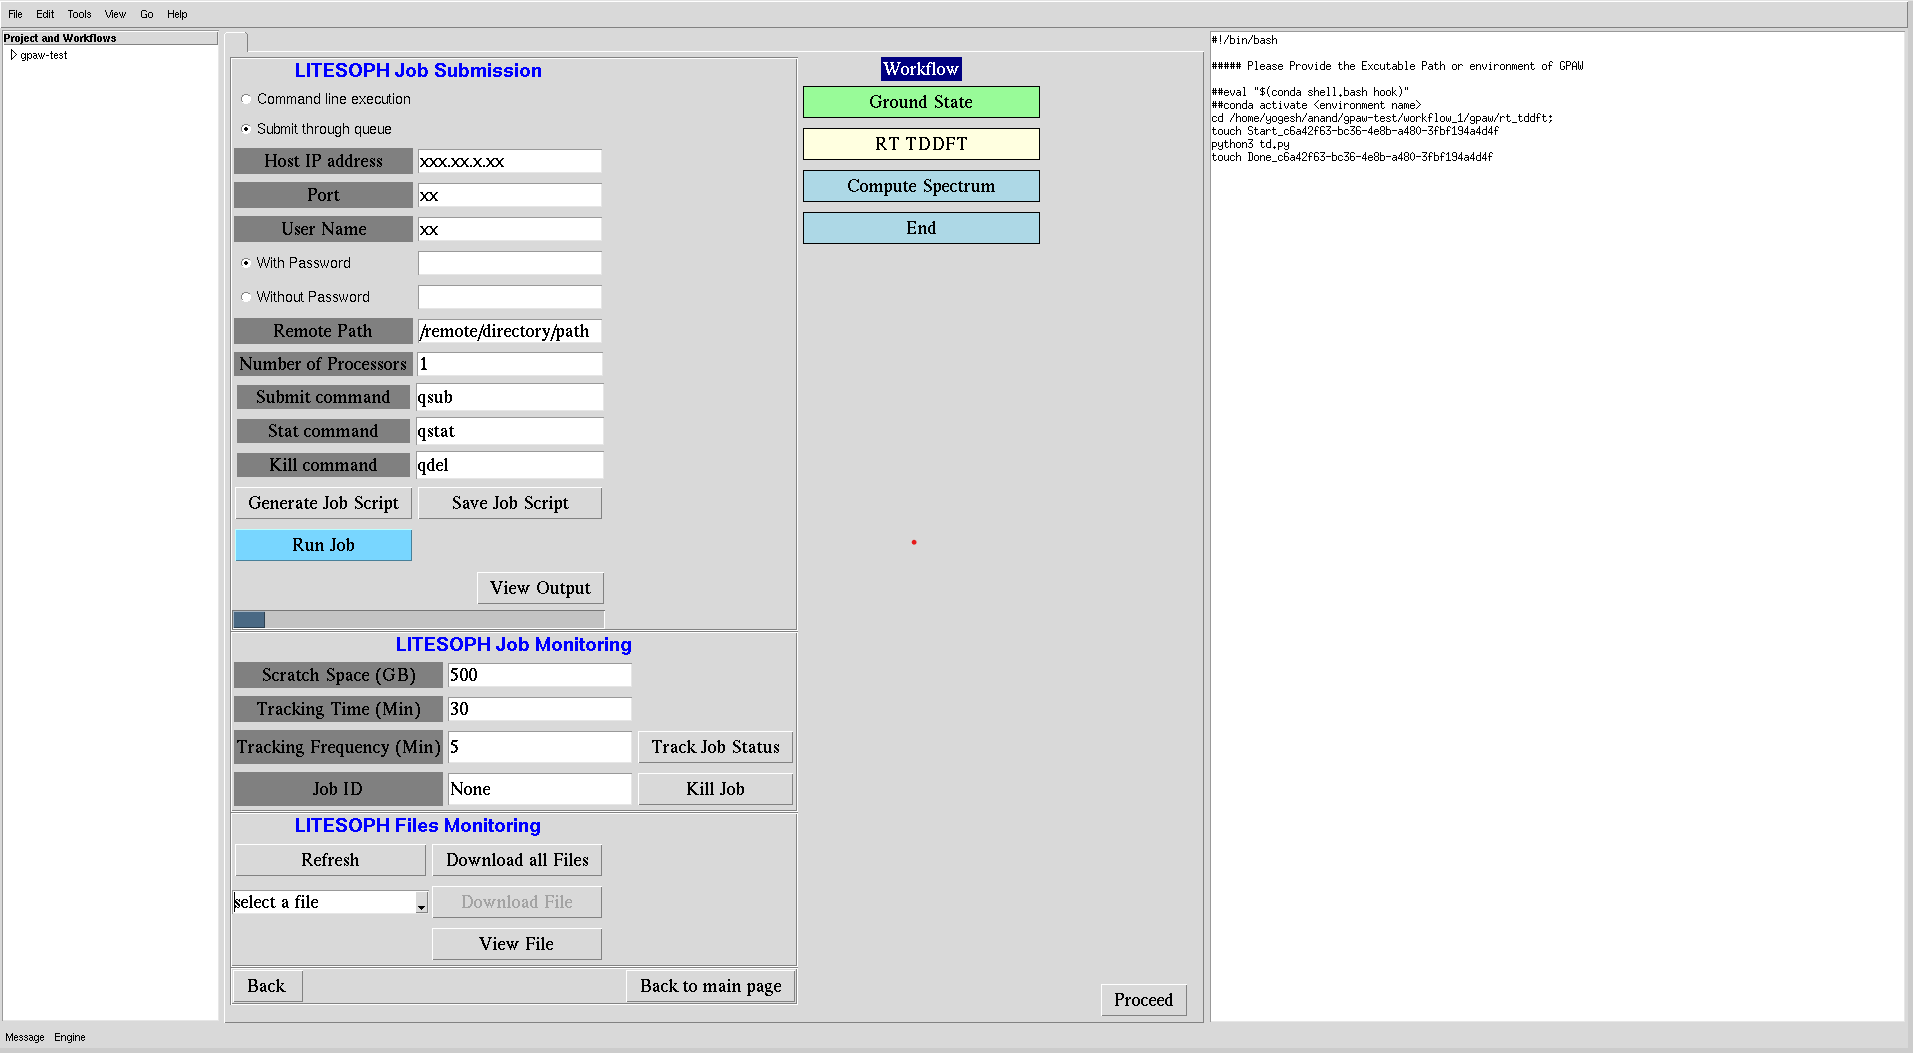 File Edit Tools View Go Help
Project and Workflows
gpaw-test
LITESOPH Job Submission
Command line execution
Submit through queue
Host IP address xxx.xx.x.xx
Port xx
User Name xx
With Password
Without Password
Remote Path /remote/directory/path
Number of Processors 1
Submit command qsub
Stat command qstat
Kill command qdel
Generate Job Script Save Job Script
Run Job
View Output
LITESOPH Job Monitoring
Scratch Space (GB) 500
Tracking Time (Min) 30
Tracking Frequency (Min) 5 Track Job Status
Job ID None Kill Job
LITESOPH Files Monitoring
Refresh Download all Files
select a file Download File
View File
Back Back to main page
Workflow
Ground State
RT TDDFT
Compute Spectrum
End
Proceed
#!/bin/bash
##### Please Provide the Excutable Path or environment of GPAW
##eval "$(conda shell.bash hook)"
##conda activate <environment name>
cd /home/yogesh/anand/gpaw-test/workflow_1/gpaw/rt_tddft;
touch Start_c6a42f63-bc36-4e8b-a480-3fbf194a4d4f
python3 td.py
touch Done_c6a42f63-bc36-4e8b-a480-3fbf194a4d4f
Message Engine